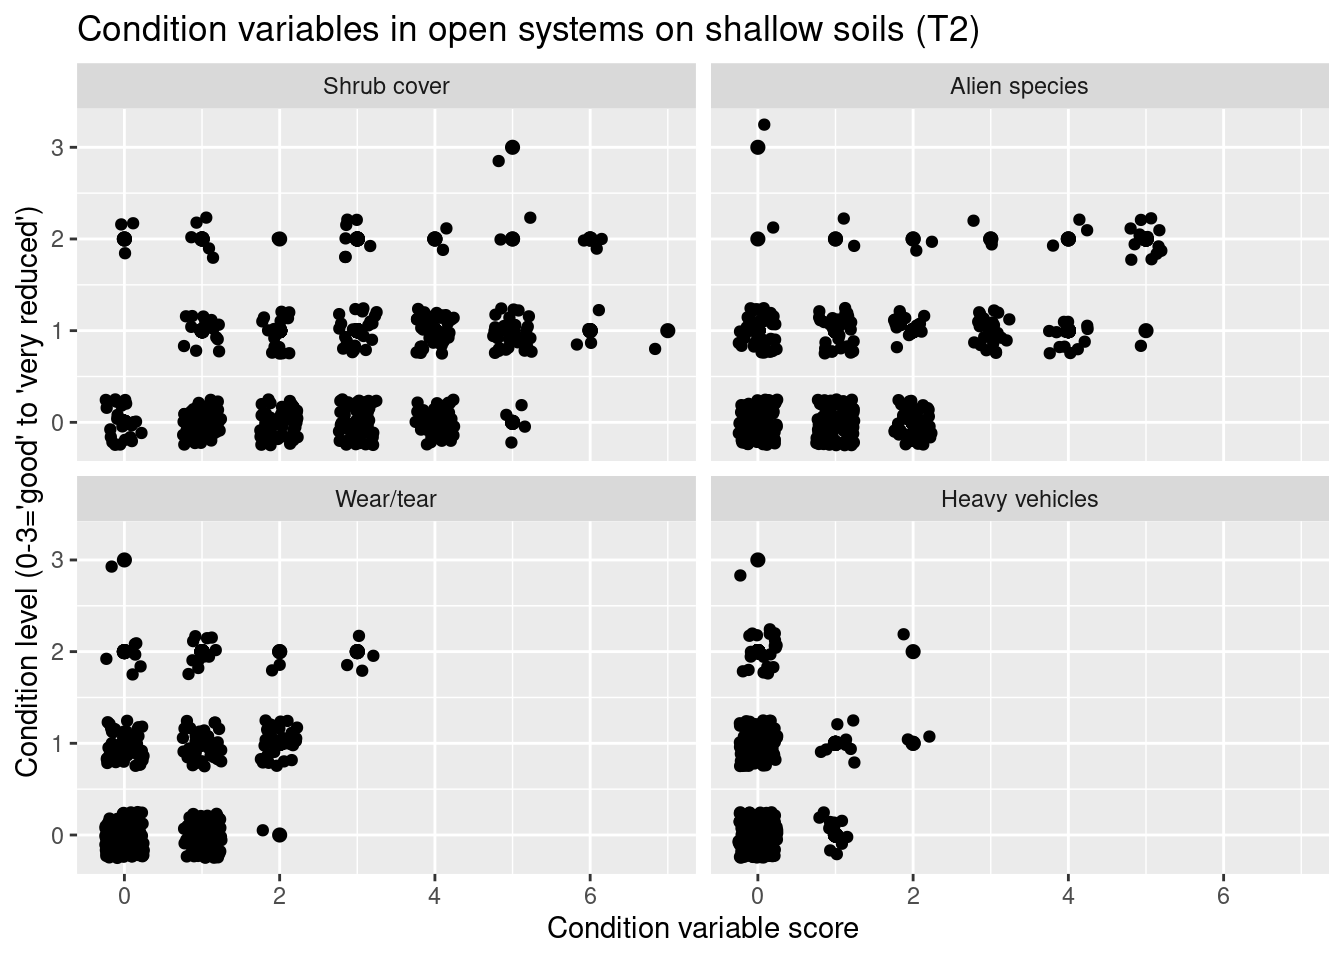 Condition variables in open systems on shallow soils (T2)
Shrub cover
Alien species
3
2
1
0
Wear/tear
Heavy vehicles
3
2
1
0
0
2
4
6
0
2
4
6
Condition variable score
Condition level (0-3='good' to 'very reduced')